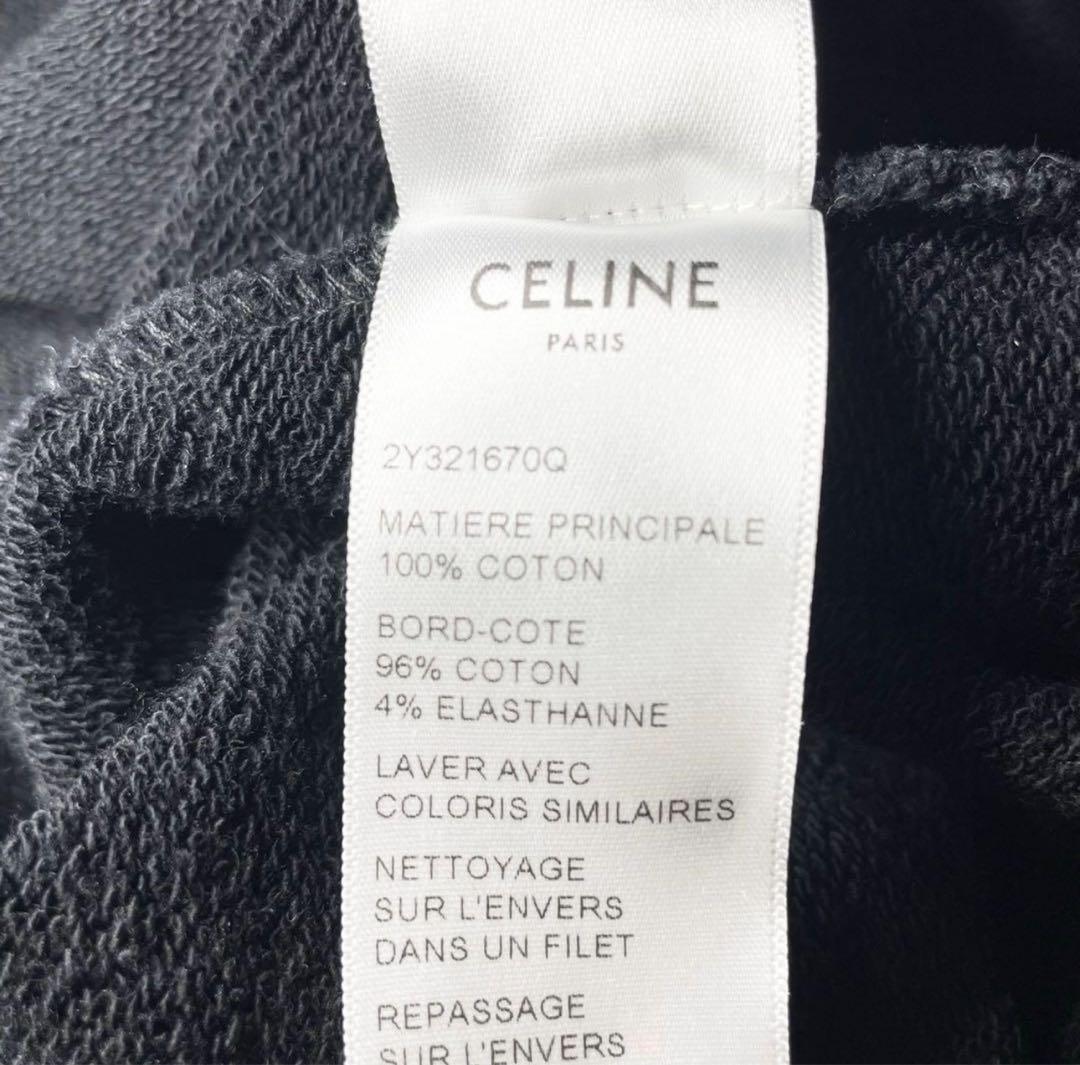 CELINE
PARIS
2Y321670Q
MATIERE PRINCIPALE
100% COTON
BORD-COTE
96% COTON
4% ELASTHANNE
LAVER AVEC
COLORIS SIMILAIRES
NETTOYAGE
SUR L'ENVERS
DANS UN FILET
REPASSAGE
SUR L'ENVERS